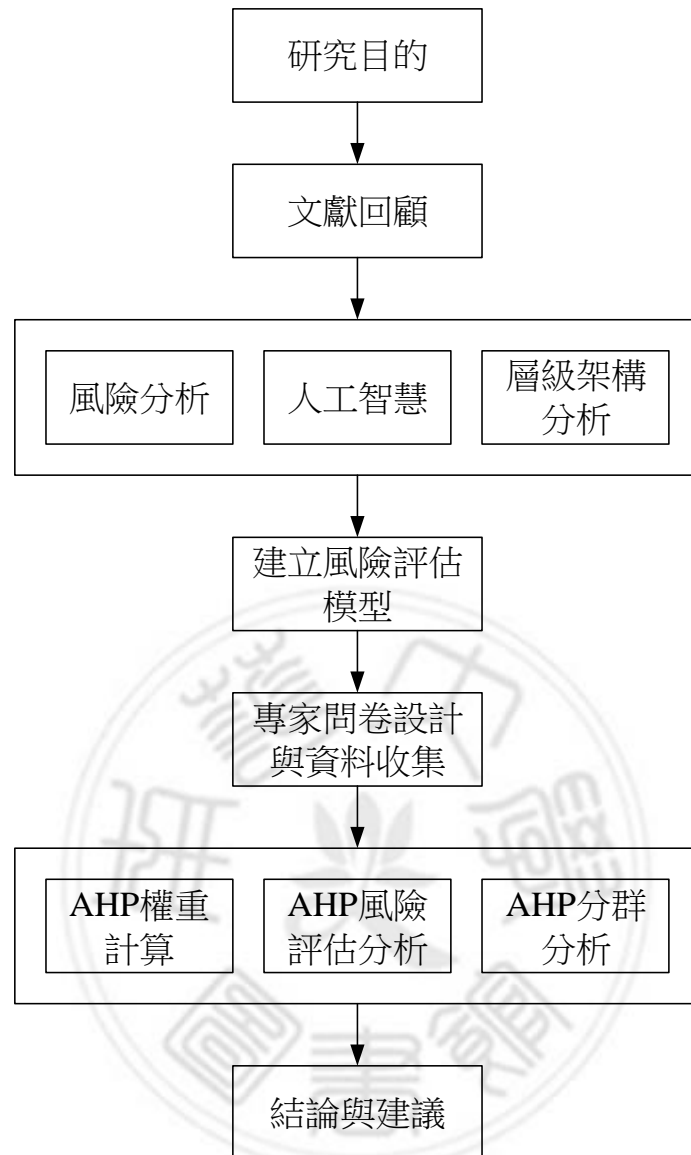 研究目的
文獻回顧
風險分析
人工智慧
層級架構
分析
建立風險評估
模型
專家問卷設計
與資料收集
AHP權重
計算
AHP風險
評估分析
AHP分群
分析
結論與建議